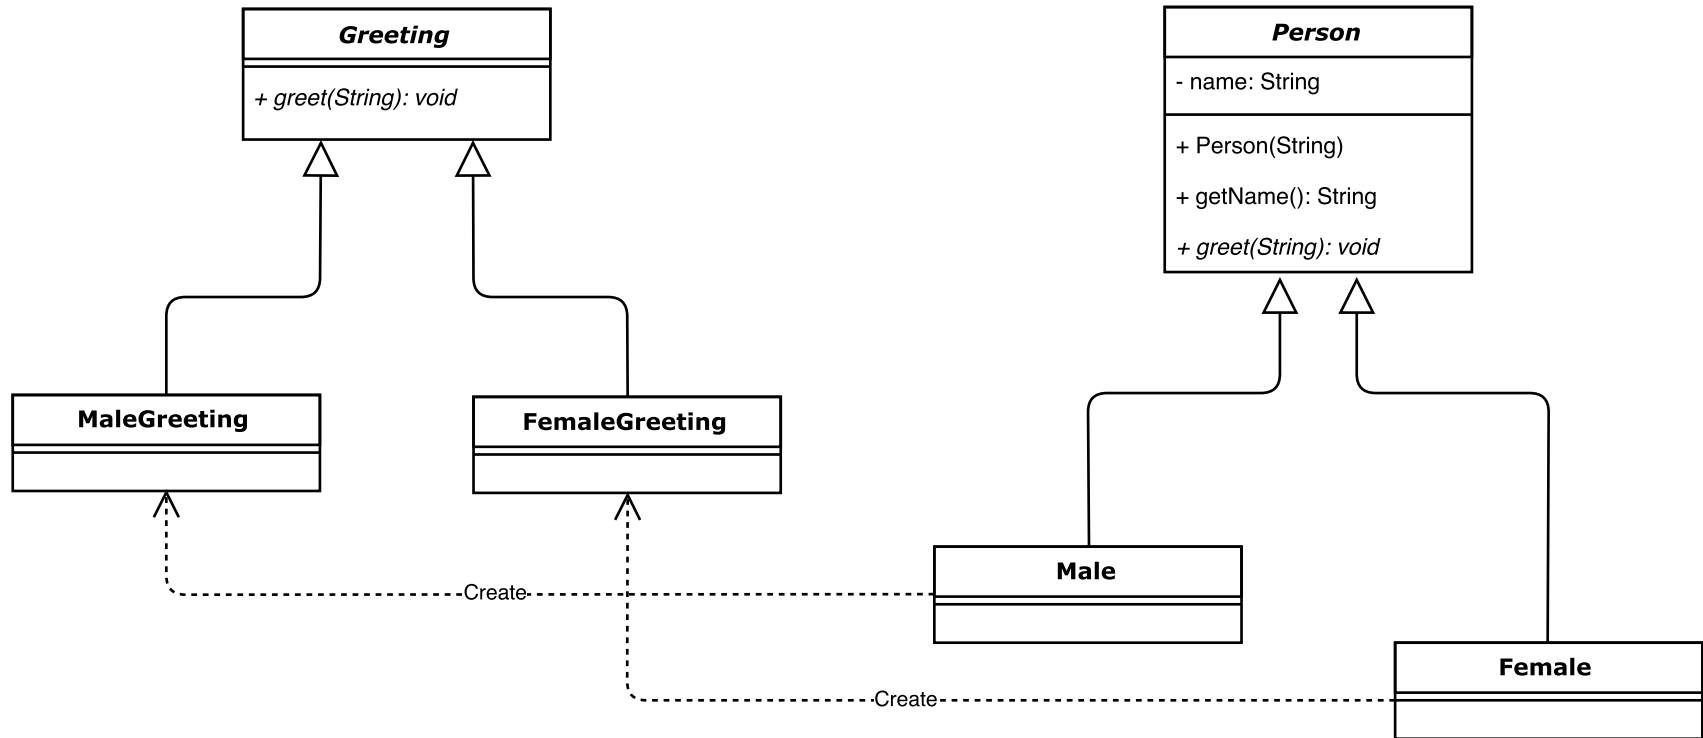 Greeting
+ greet(String): void
Person
- name: String
+ Person(String)
+ getName(): String
+ greet(String): void
MaleGreeting
FemaleGreeting
Male
Create
Female
Create